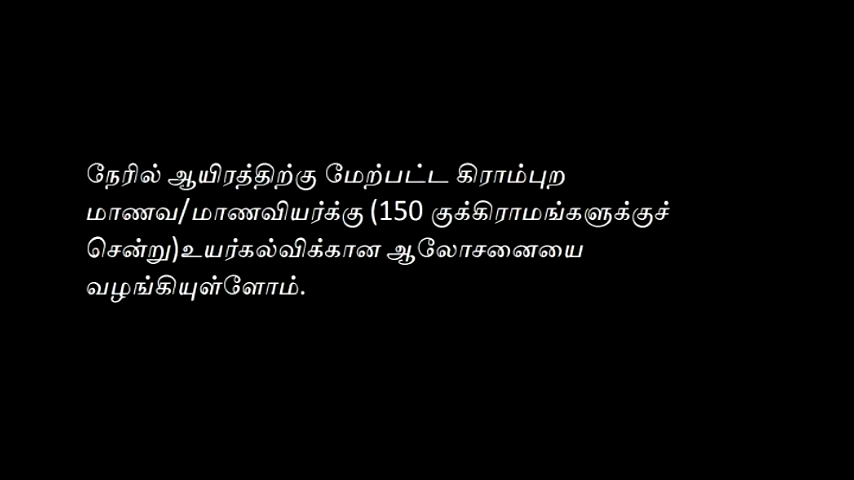 நேரில் ஆயிரத்திற்கு மேற்பட்ட கிராம்புற
மாணவ/மாணவியர்க்கு (150 குக்கிராமங்களுக்குச்
சென்று)உயர்கல்விக்கான ஆலோசனையை
வழங்கியுள்ளோம்.